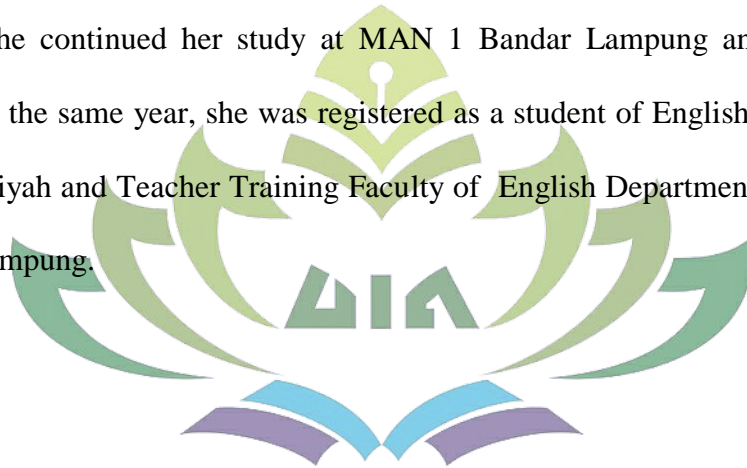 he continued her study at MAN 1 Bandar Lampung an
the same year, she was registered as a student of English
iyah and Teacher Training Faculty of English Departmen
mpung.
UIN